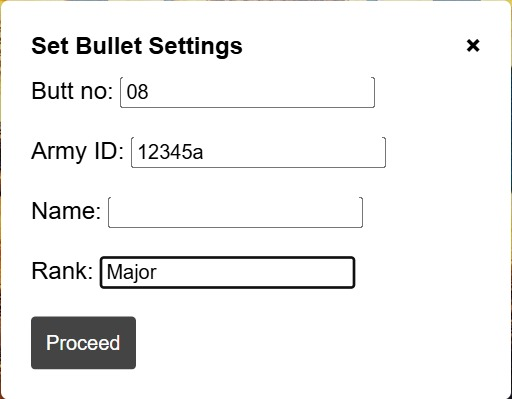 Set Bullet Settings ×
Butt no: 08
Army ID: 12345a
Name:
Rank: Major
Proceed